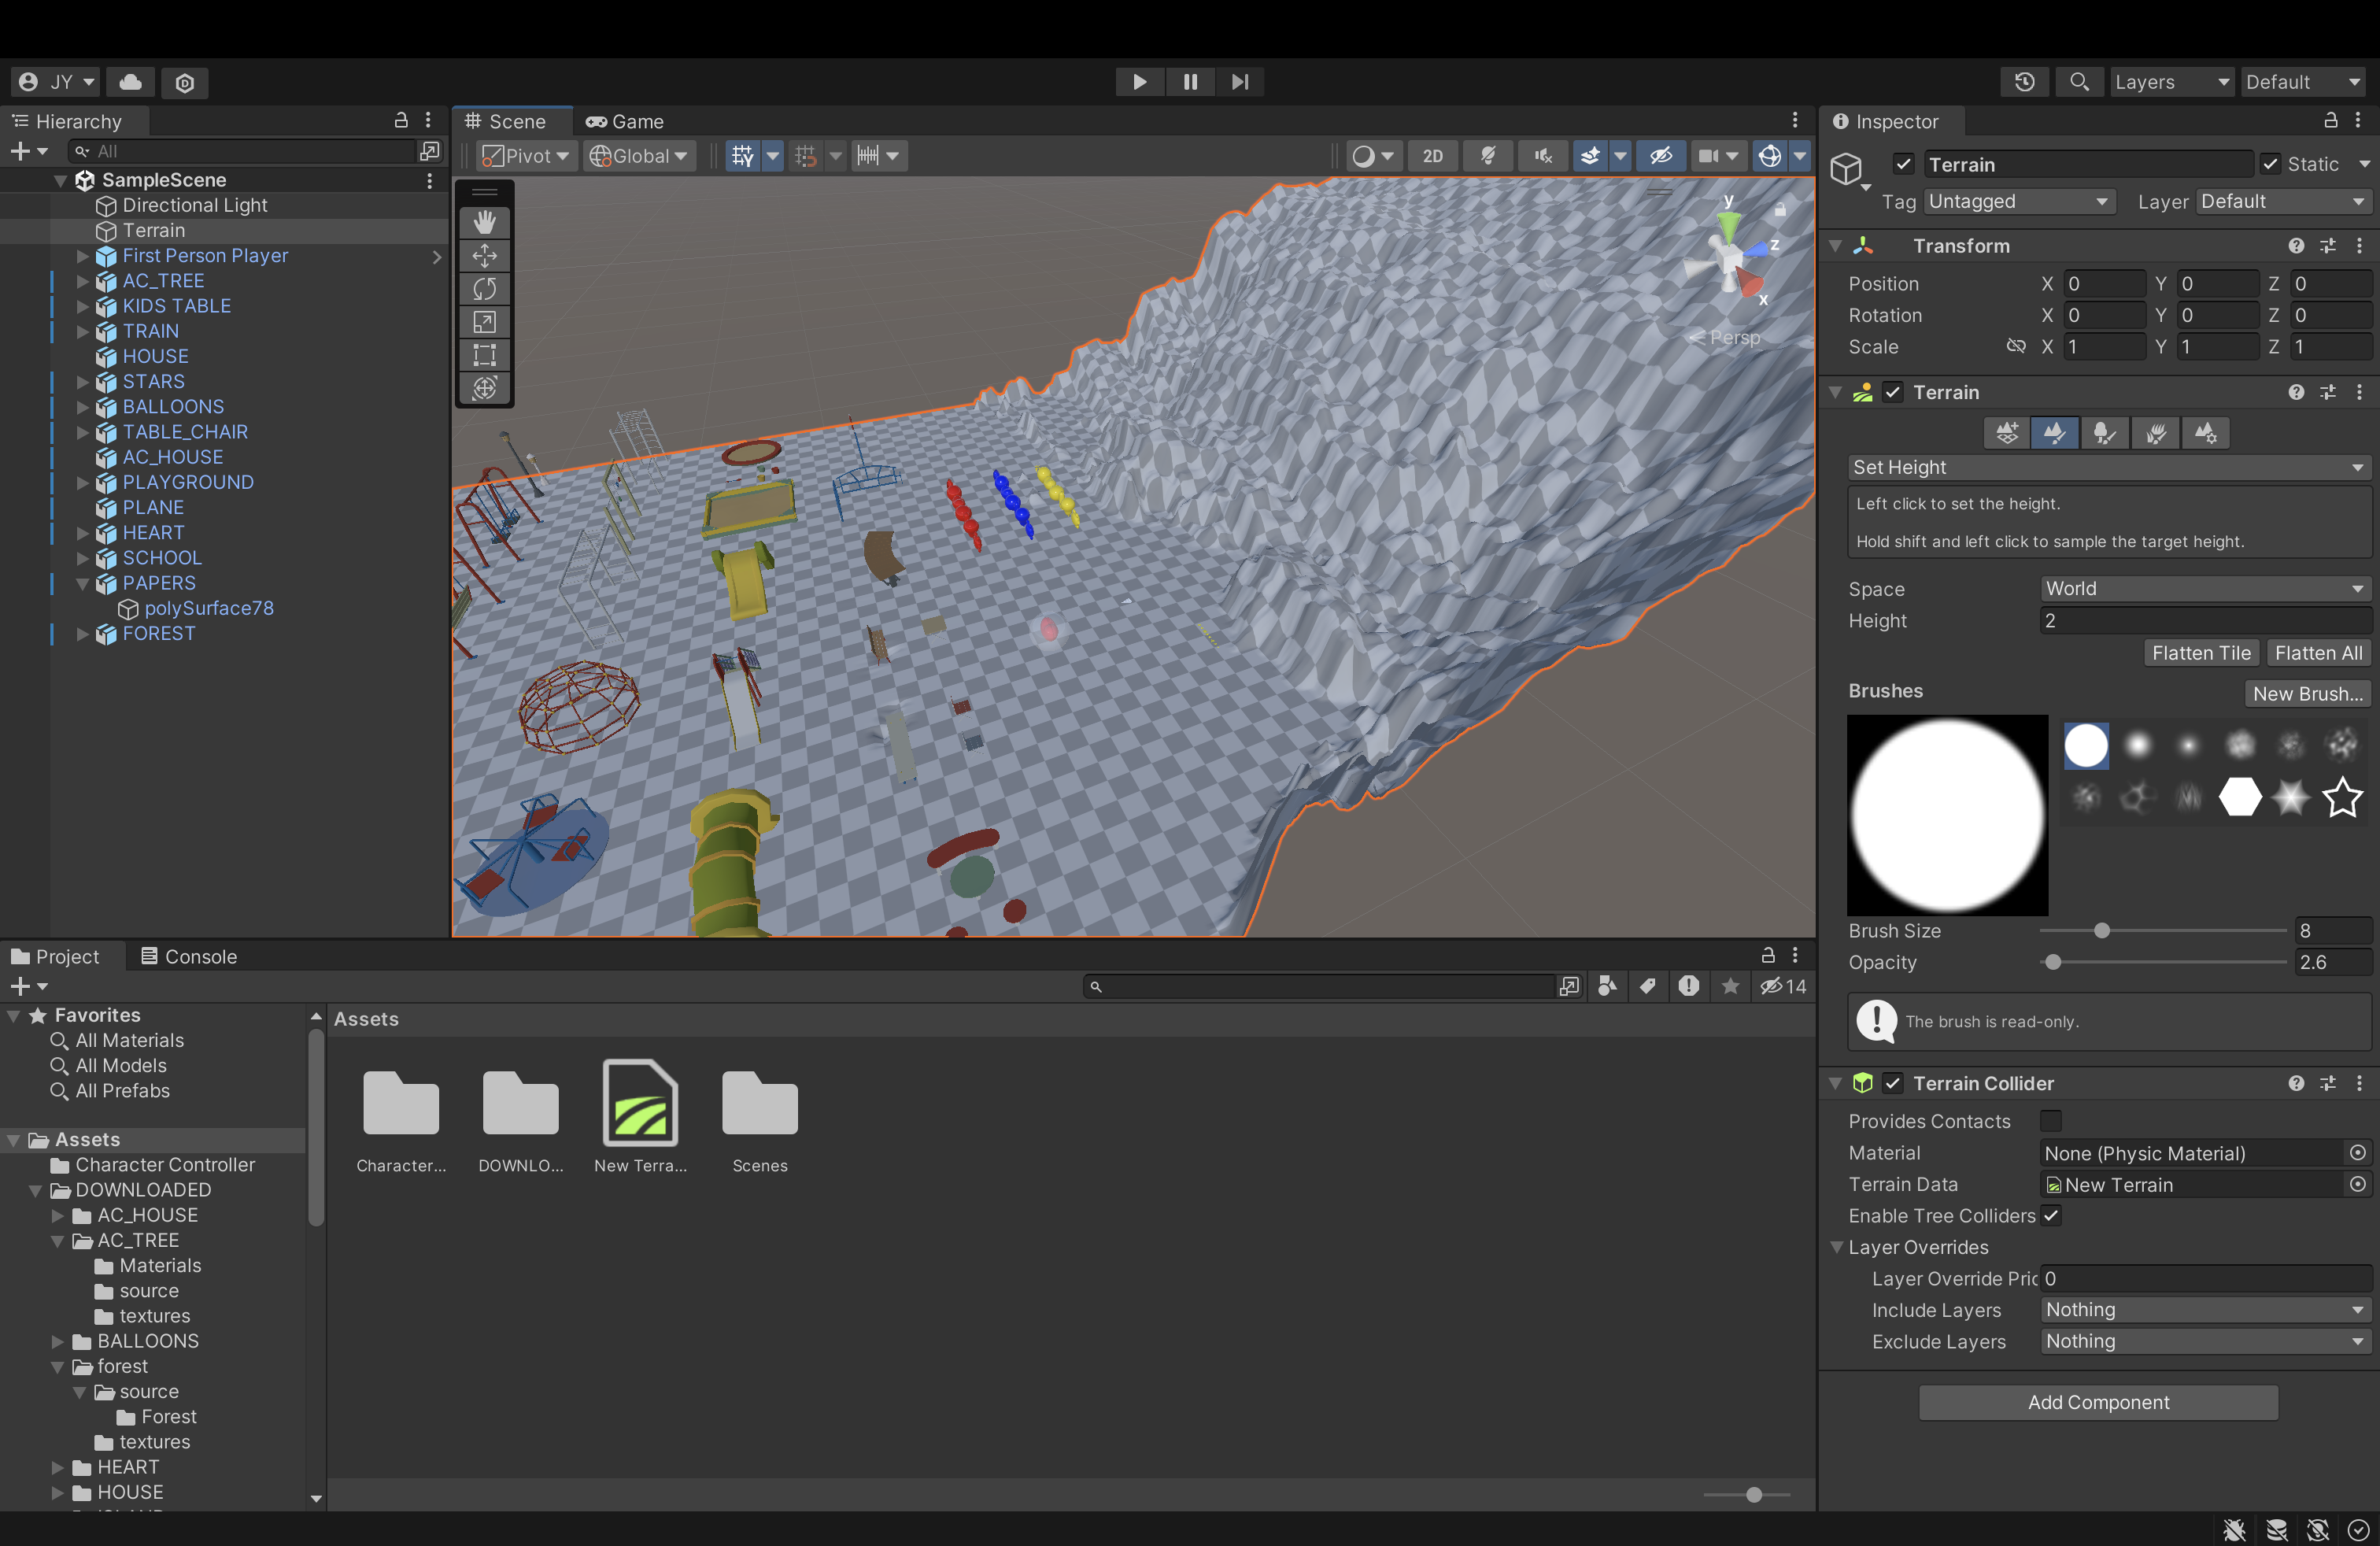 JY
Layers
Default
Hierarchy
All
SampleScene
Directional Light
Terrain
First Person Player
AC_TREE
KIDS TABLE
TRAIN
HOUSE
STARS
BALLOONS
TABLE_CHAIR
AC_HOUSE
PLAYGROUND
PLANE
HEART
SCHOOL
PAPERS
polySurface78
FOREST
Scene
Game
Pivot
Global
2D
y
z
x
Persp
Inspector
Terrain
Static
Tag Untagged Layer Default
Transform
Position X 0 Y 0 Z 0
Rotation X 0 Y 0 Z 0
Scale X 1 Y 1 Z 1
Terrain
Set Height
Left click to set the height.
Hold shift and left click to sample the target height.
Space World
Height 2
Flatten Tile Flatten All
Brushes New Brush...
Brush Size 8
Opacity 2.6
The brush is read-only.
Terrain Collider
Provides Contacts
Material None (Physic Material)
Terrain Data New Terrain
Enable Tree Colliders
Layer Overrides
Layer Override Pric 0
Include Layers Nothing
Exclude Layers Nothing
Add Component
Project
Console
14
Favorites
All Materials
All Models
All Prefabs
Assets
Character Controller
DOWNLOADED
AC_HOUSE
AC_TREE
Materials
source
textures
BALLOONS
forest
source
Forest
textures
HEART
HOUSE
Assets
Character...
DOWNLO...
New Terra...
Scenes